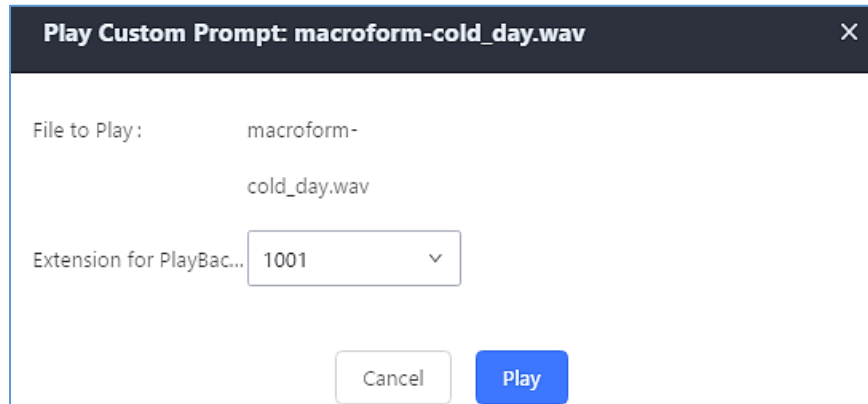 Play Custom Prompt: macroform-cold_day.wav
File to Play :
macroform-
cold_day.wav
Extension for PlayBac...
1001
Cancel
Play